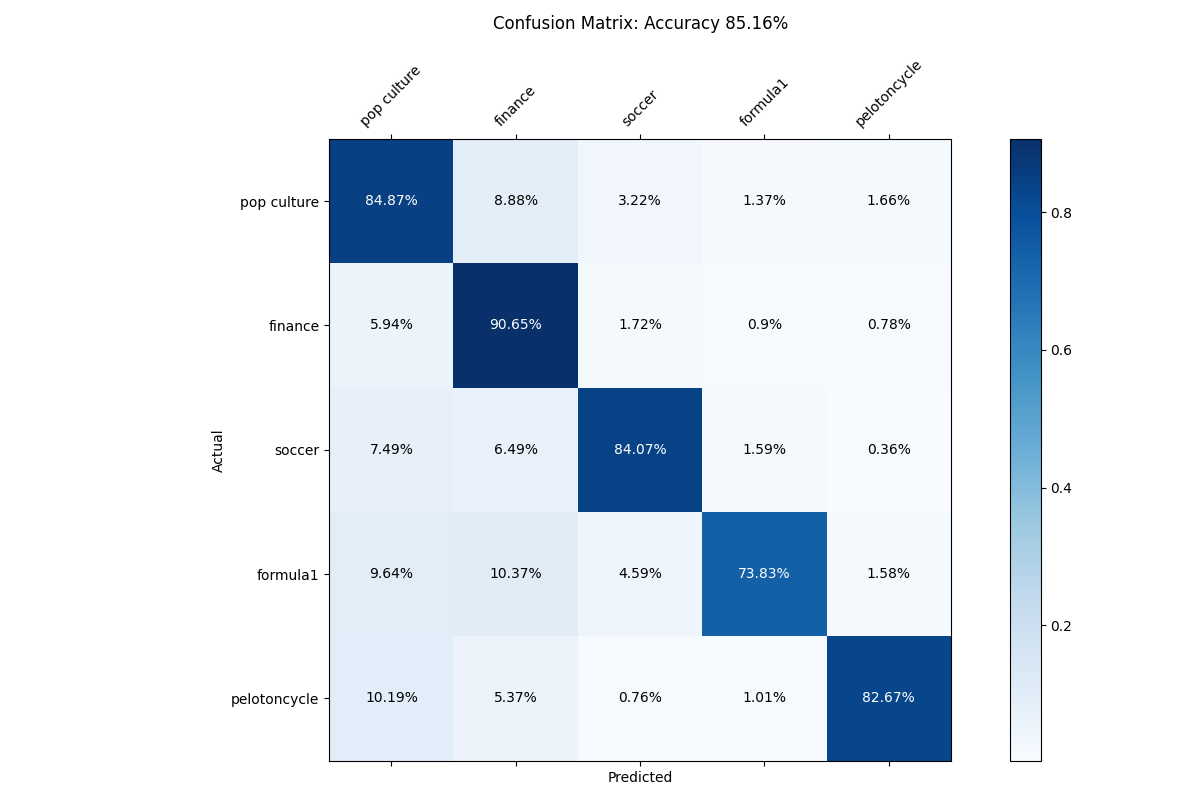 Confusion Matrix: Accuracy 85.16%
pop culture finance soccer formula1 pelotoncycle
pop culture 84.87% 8.88% 3.22% 1.37% 1.66%
0.8
finance 5.94% 90.65% 1.72% 0.9% 0.78%
0.6
Actual
soccer 7.49% 6.49% 84.07% 1.59% 0.36%
0.4
formula1 9.64% 10.37% 4.59% 73.83% 1.58%
0.2
pelotoncycle 10.19% 5.37% 0.76% 1.01% 82.67%
Predicted